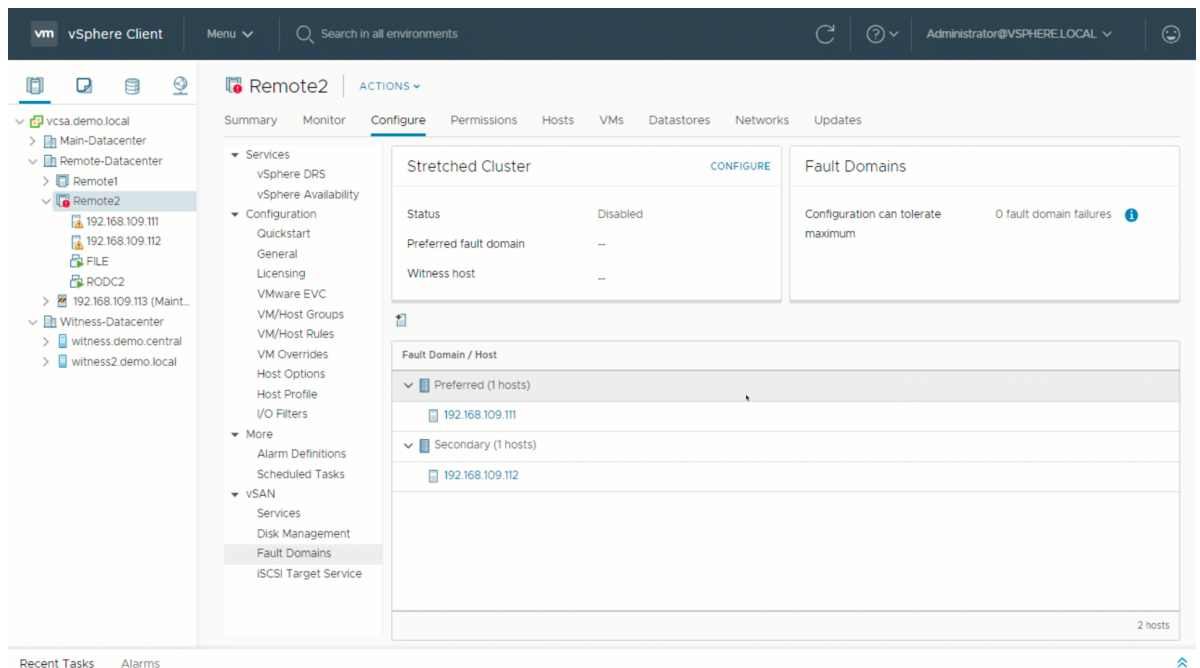 vm vSphere Client Menu Search in all environments Administrator@VSPHERE.LOCAL
vcsa.demo.local
Main-Datacenter
Remote-Datacenter
Remote1
Remote2
192.168.109.111
192.168.109.112
FILE
RODC2
192.168.109.113 (Maint...
Witness-Datacenter
witness.demo.central
witness2.demo.local
Remote2 ACTIONS
Summary Monitor Configure Permissions Hosts VMs Datastores Networks Updates
Services
vSphere DRS
vSphere Availability
Configuration
Quickstart
General
Licensing
VMware EVC
VM/Host Groups
VM/Host Rules
VM Overrides
Host Options
Host Profile
I/O Filters
More
Alarm Definitions
Scheduled Tasks
vSAN
Services
Disk Management
Fault Domains
iSCSI Target Service
Stretched Cluster CONFIGURE
Status Disabled
Preferred fault domain --
Witness host --
Fault Domains
Configuration can tolerate 0 fault domain failures
maximum
Fault Domain / Host
Preferred (1 hosts)
192.168.109.111
Secondary (1 hosts)
192.168.109.112
2 hosts
Recent Tasks Alarms